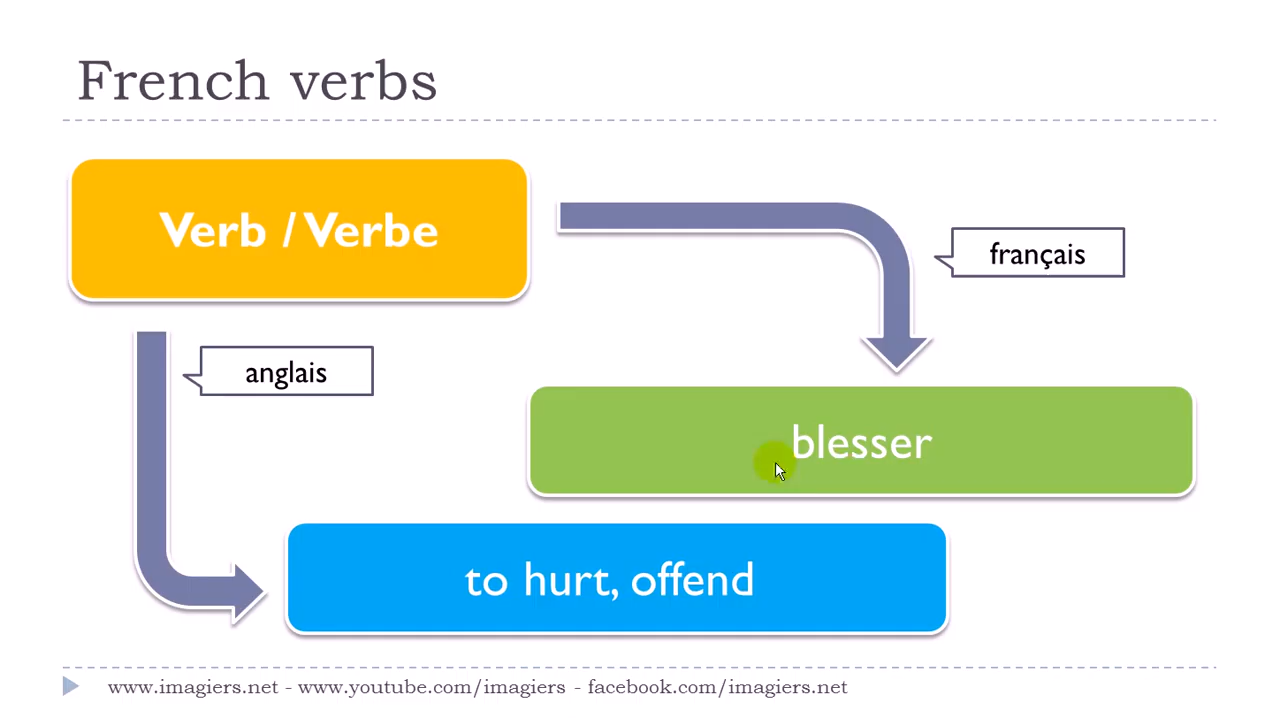 French verbs
Verb / Verbe
français
anglais
blesser
to hurt, offend
www.imagiers.net - www.youtube.com/imagiers - facebook.com/imagiers.net